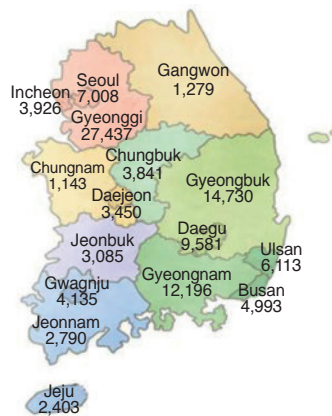 Gangwon
1,279
Seoul
7,008
Incheon
3,926
Gyeonggi
27,437
Chungbuk
3,841
Chungnam
1,143
Gyeongbuk
14,730
Daejeon
3,450
Daegu
9,581
Jeonbuk
3,085
Ulsan
6,113
Gyeongnam
12,196
Gwagnju
4,135
Busan
4,993
Jeonnam
2,790
Jeju
2,403